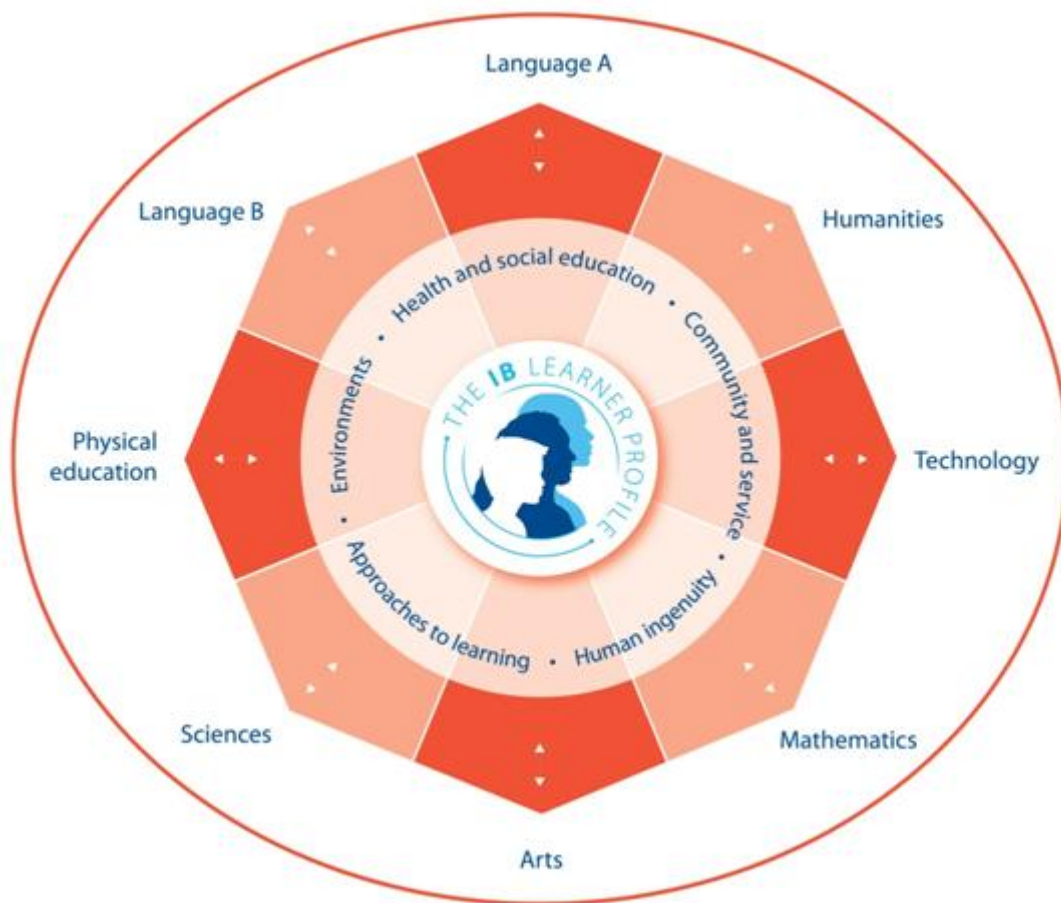 Language A
Language B
Humanities
Health and social education
•
Community and service
•
Environments
•
THE IB LEARNER PROFILE
Physical
education
Technology
•
Approaches to learning
•
Human ingenuity
•
Sciences
Mathematics
Arts